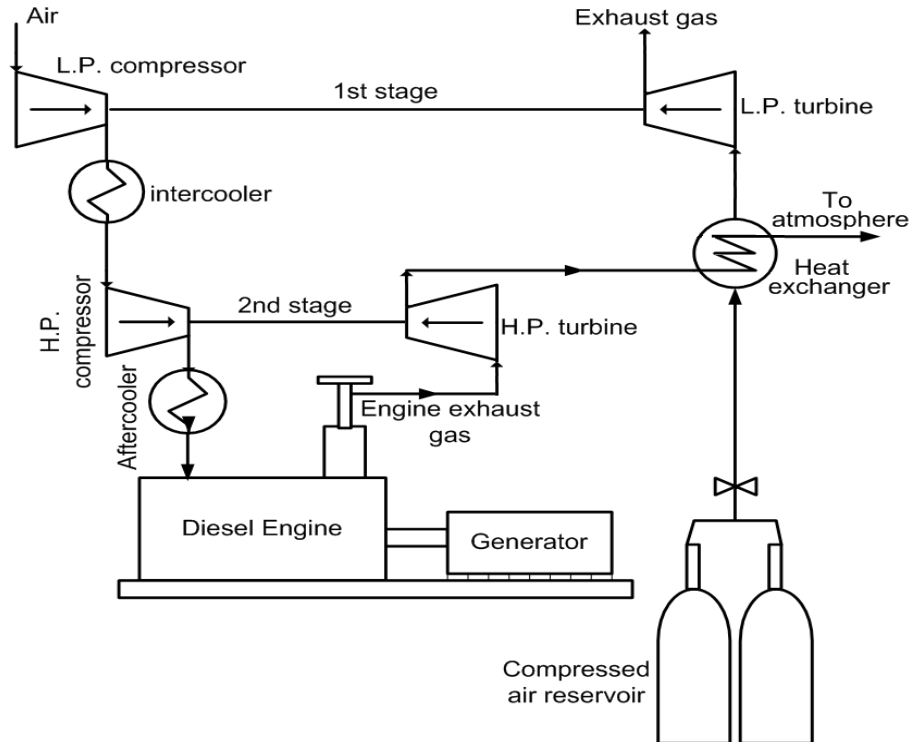 Air
Exhaust gas
L.P. compressor
1st stage
L.P. turbine
intercooler
To
atmosphere
Heat
exchanger
H.P.
compressor
2nd stage
H.P. turbine
Aftercooler
Engine exhaust
gas
Diesel Engine
Generator
Compressed
air reservoir